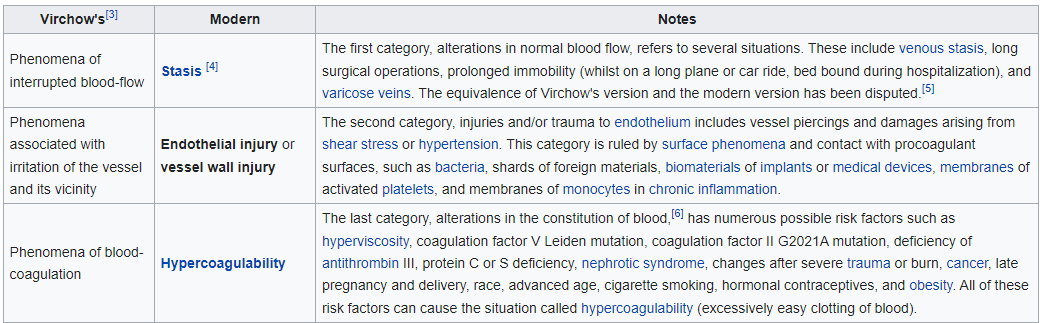 Virchow's[3]
Modern
Notes
Phenomena of
interrupted blood-flow
Stasis [4]
The first category, alterations in normal blood flow, refers to several situations. These include venous stasis, long
surgical operations, prolonged immobility (whilst on a long plane or car ride, bed bound during hospitalization), and
varicose veins. The equivalence of Virchow's version and the modern version has been disputed.[5]
Phenomena
associated with
irritation of the vessel
and its vicinity
Endothelial injury or
vessel wall injury
The second category, injuries and/or trauma to endothelium includes vessel piercings and damages arising from
shear stress or hypertension. This category is ruled by surface phenomena and contact with procoagulant
surfaces, such as bacteria, shards of foreign materials, biomaterials of implants or medical devices, membranes of
activated platelets, and membranes of monocytes in chronic inflammation.
Phenomena of blood-
coagulation
Hypercoagulability
The last category, alterations in the constitution of blood,[6] has numerous possible risk factors such as
hyperviscosity, coagulation factor V Leiden mutation, coagulation factor II G2021A mutation, deficiency of
antithrombin III, protein C or S deficiency, nephrotic syndrome, changes after severe trauma or burn, cancer, late
pregnancy and delivery, race, advanced age, cigarette smoking, hormonal contraceptives, and obesity. All of these
risk factors can cause the situation called hypercoagulability (excessively easy clotting of blood).